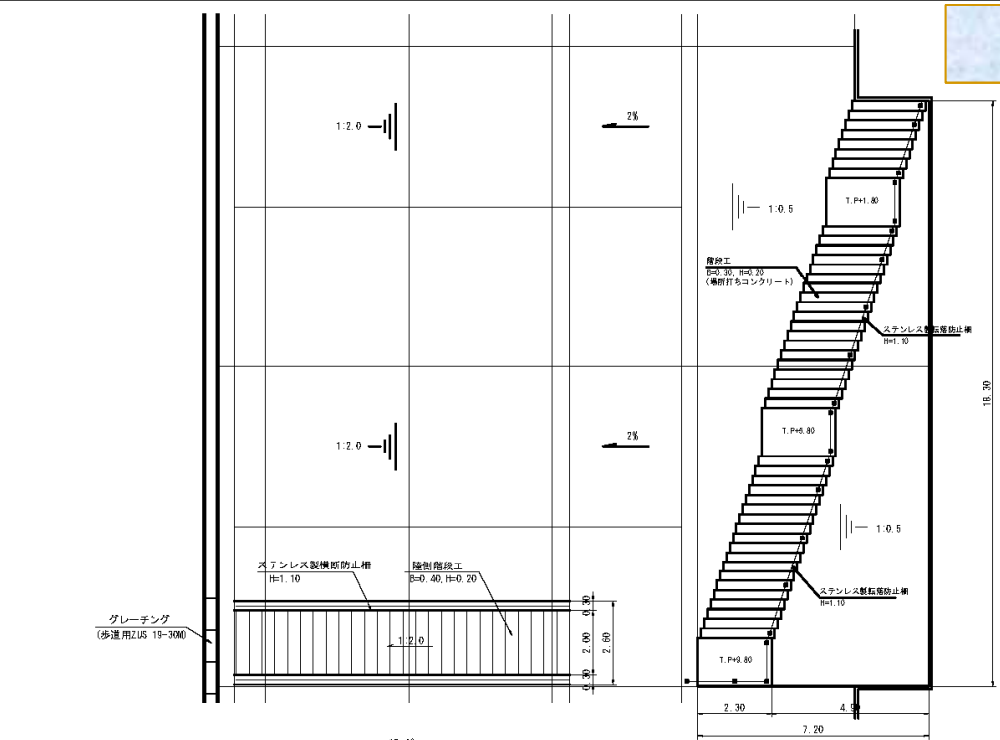 1:2.0
2%
T.P+1.80
1:0.5
階段工
B=0.30, H=0.20
(場所打ちコンクリート)
ステンレス製転落防止柵
H=1.10
18.30
1:2.0
2%
T.P+5.80
1:0.5
ステンレス製横断防止柵
H=1.10
陸側階段工
B=0.40, H=0.20
ステンレス製転落防止柵
H=1.10
グレーチング
(歩道用ZUS 19-30M)
1:2.0
0.30
2.00
2.60
0.30
T.P+9.80
2.30
4.90
7.20